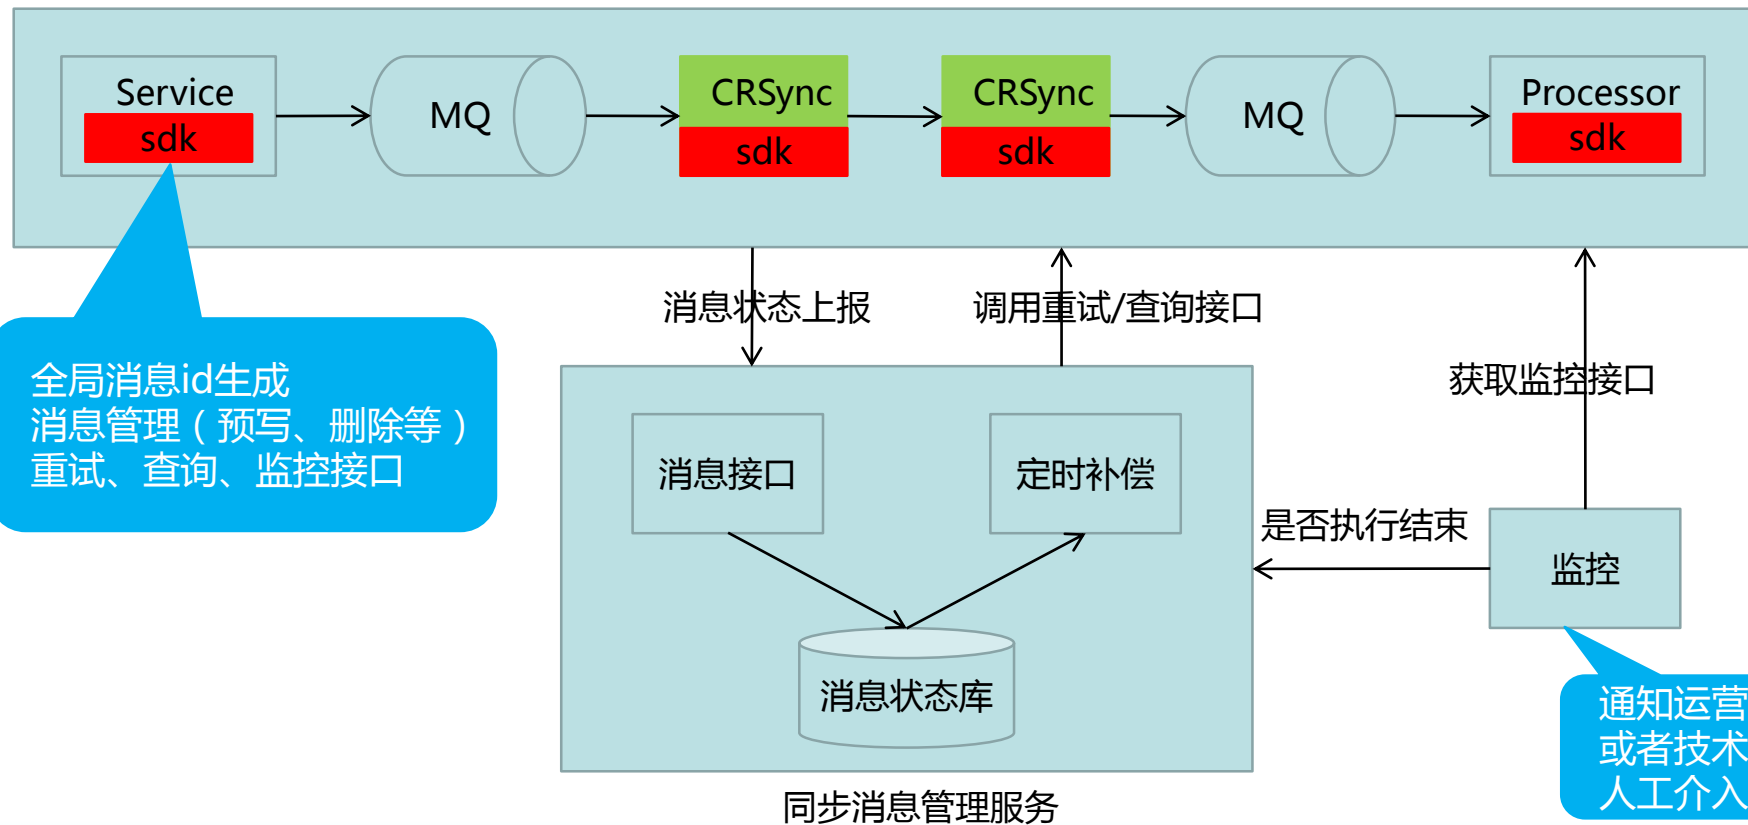 Service
sdk
MQ
CRSync
sdk
CRSync
sdk
MQ
Processor
sdk
消息状态上报
调用重试/查询接口
获取监控接口
全局消息id生成
消息管理（预写、删除等）
重试、查询、监控接口
消息接口
定时补偿
是否执行结束
监控
消息状态库
通知运营
或者技术
人工介入
同步消息管理服务